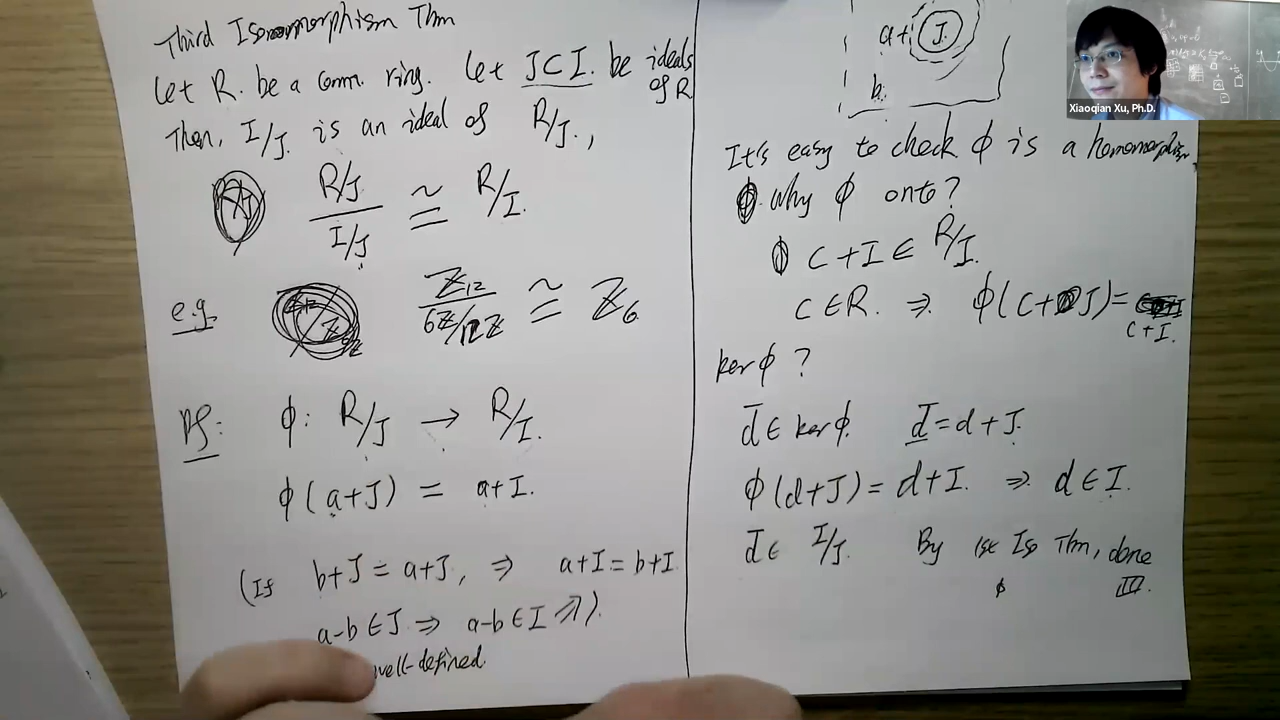 Third Isomorphism Thm
Let R. be a comm. ring. Let J⊂I. be ideals of R
Then, I/J. is an ideal of R/J.,
(R/J)/(I/J) ≃ R/I.
e.g. Z12/(6Z/12Z) ≃ Z6
Pf: ϕ: R/J → R/I.
ϕ(a+J) = a+I.
(If b+J = a+J, ⇒ a+I = b+I
a-b ∈ J ⇒ a-b ∈ I ⇗).
well-defined.
a+ J.
b.
It's easy to check ϕ is a homomorphism.
Why ϕ onto?
c+I ∈ R/I.
c∈R. ⇒ ϕ(c+J) = c+I.
ker ϕ ?
d̄ ∈ ker ϕ. d̄ = d+J.
ϕ(d+J) = d+I. ⇒ d∈I.
d̄ ∈ I/J. By 1st Iso Thm, done
ϕ
Xiaoqian Xu, Ph.D.